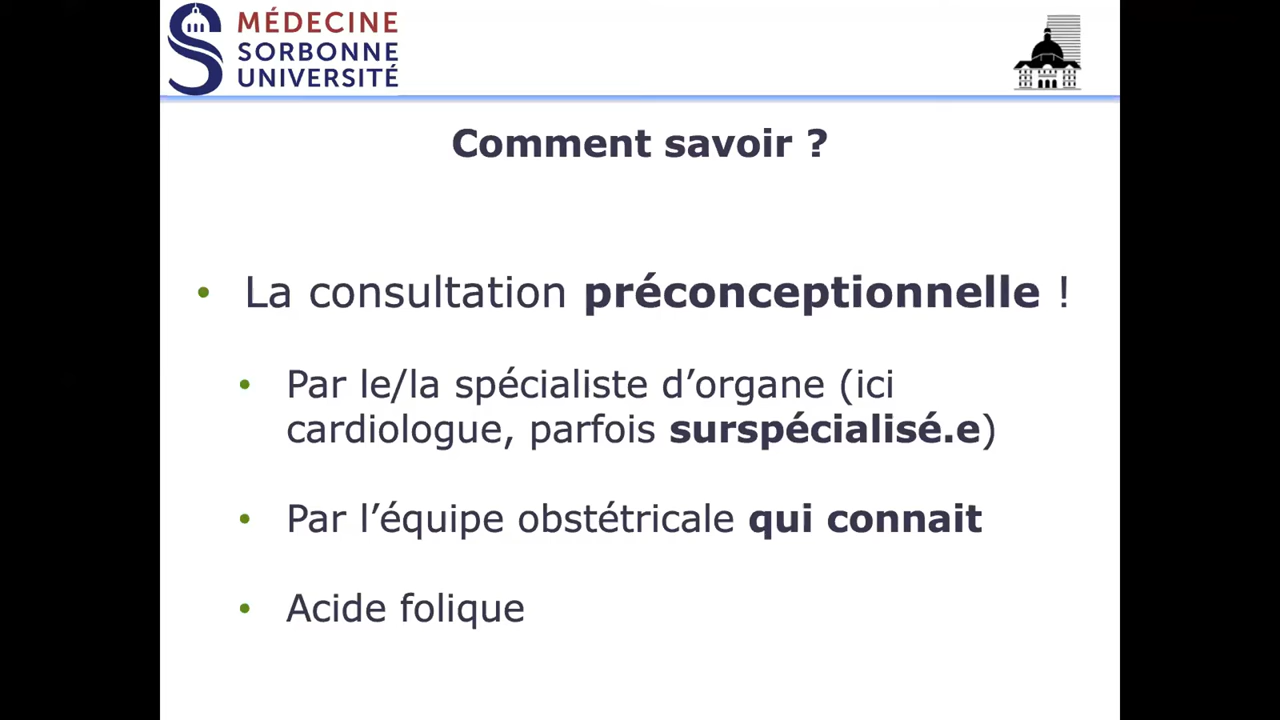 MÉDECINE
SORBONNE
UNIVERSITÉ
Comment savoir ?
• La consultation préconceptionnelle !
• Par le/la spécialiste d’organe (ici
cardiologue, parfois surspécialisé.e)
• Par l’équipe obstétricale qui connait
• Acide folique